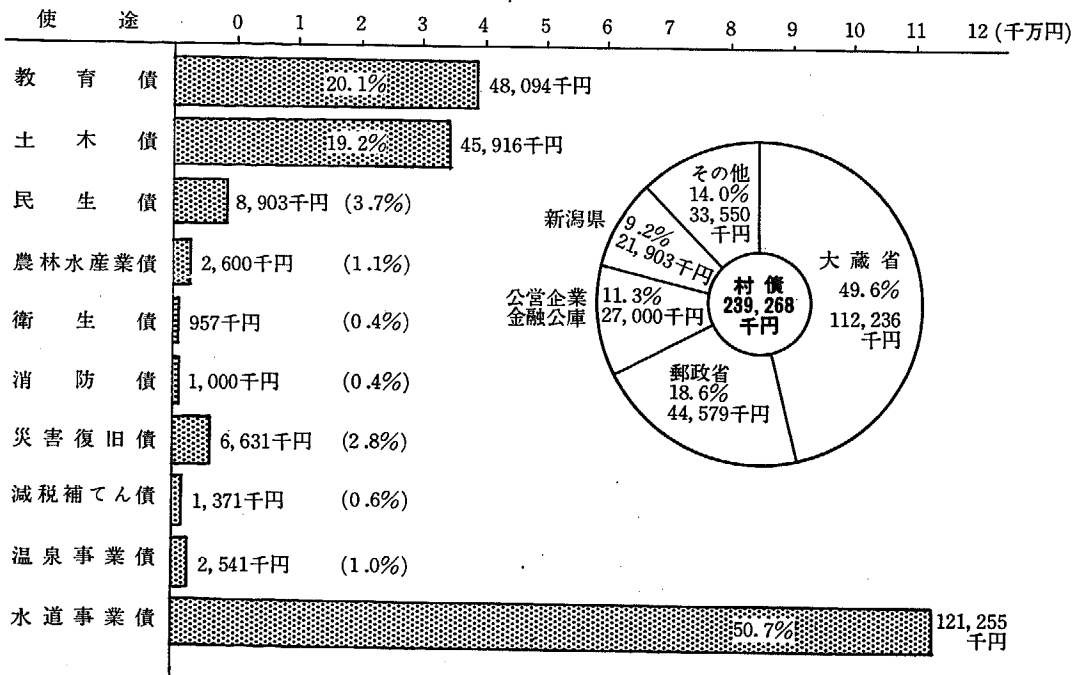 使途 0 1 2 3 4 5 6 7 8 9 10 11 12 (千万円)
教育債 20.1% 48,094千円
土木債 19.2% 45,916千円
民生債 8,903千円 (3.7%)
農林水産業債 2,600千円 (1.1%)
衛生債 957千円 (0.4%)
消防債 1,000千円 (0.4%)
災害復旧債 6,631千円 (2.8%)
減税補てん債 1,371千円 (0.6%)
温泉事業債 2,541千円 (1.0%)
水道事業債 50.7% 121,255
千円
村債
239,268
千円
大蔵省
49.6%
112,236
千円
郵政省
18.6%
44,579千円
公営企業
金融公庫
11.3%
27,000千円
新潟県
9.2%
21,903千円
その他
14.0%
33,550
千円